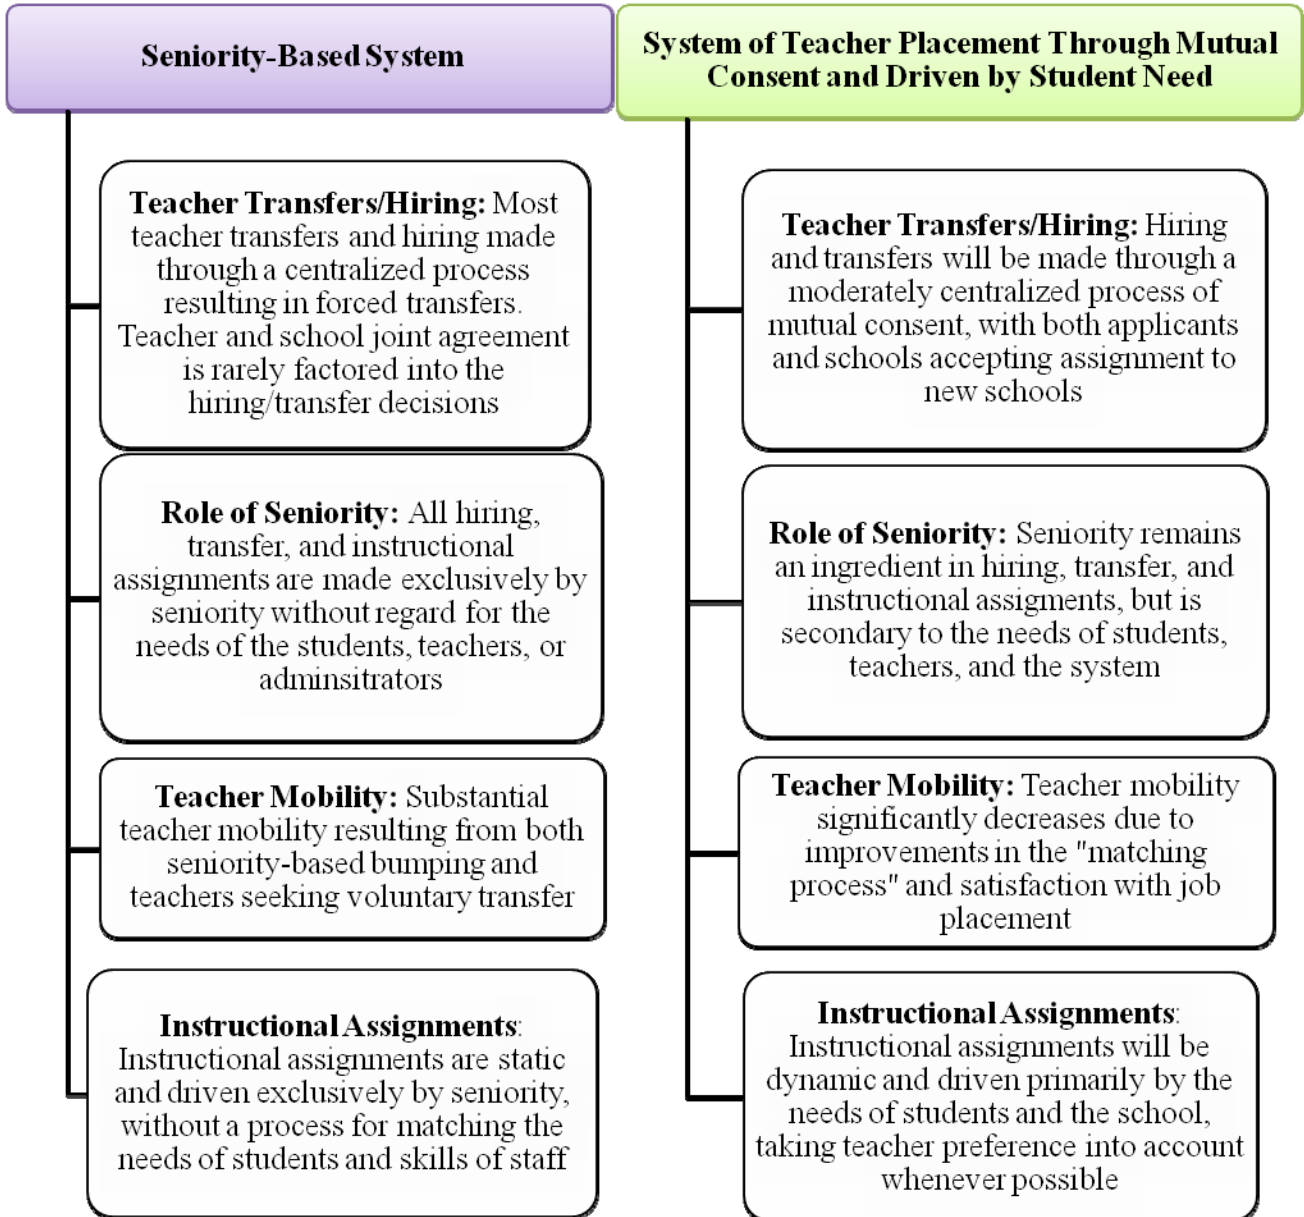 Seniority-Based System
Teacher Transfers/Hiring: Most
teacher transfers and hiring made
through a centralized process
resulting in forced transfers.
Teacher and school joint agreement
is rarely factored into the
hiring/transfer decisions
Role of Seniority: All hiring,
transfer, and instructional
assignments are made exclusively by
seniority without regard for the
needs of the students, teachers, or
adminsitrators
Teacher Mobility: Substantial
teacher mobility resulting from both
seniority-based bumping and
teachers seeking voluntary transfer
Instructional Assignments:
Instructional assignments are static
and driven exclusively by seniority,
without a process for matching the
needs of students and skills of staff
System of Teacher Placement Through Mutual
Consent and Driven by Student Need
Teacher Transfers/Hiring: Hiring
and transfers will be made through a
moderately centralized process of
mutual consent, with both applicants
and schools accepting assignment to
new schools
Role of Seniority: Seniority remains
an ingredient in hiring, transfer, and
instructional assigments, but is
secondary to the needs of students,
teachers, and the system
Teacher Mobility: Teacher mobility
significantly decreases due to
improvements in the "matching
process" and satisfaction with job
placement
Instructional Assignments:
Instructional assignments will be
dynamic and driven primarily by the
needs of students and the school,
taking teacher preference into account
whenever possible